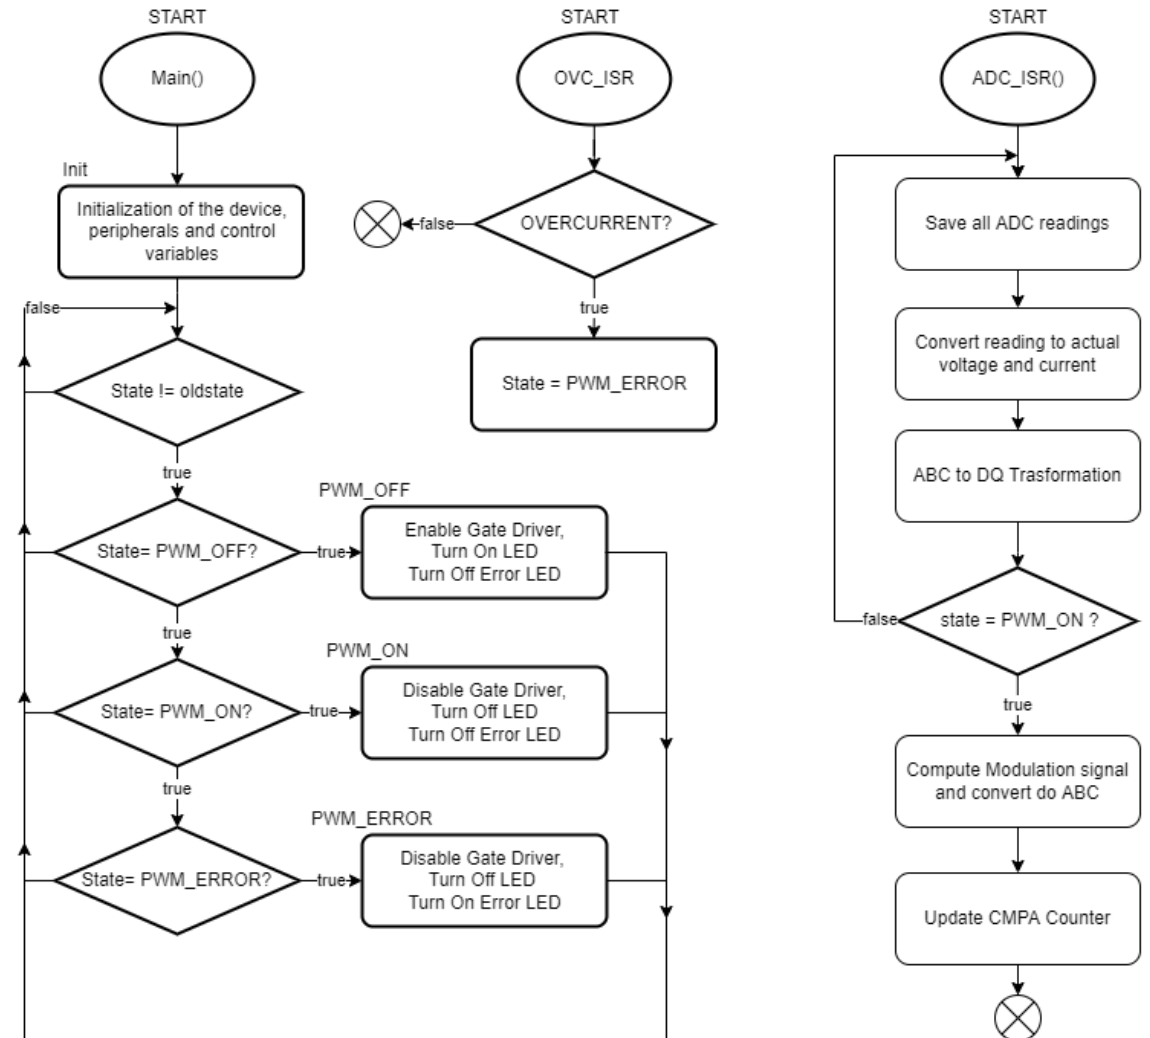 START
Main()
Init
Initialization of the device,
peripherals and control
variables
false
State != oldstate
true
State= PWM_OFF?
true
PWM_OFF
Enable Gate Driver,
Turn On LED
Turn Off Error LED
true
State= PWM_ON?
true
PWM_ON
Disable Gate Driver,
Turn Off LED
Turn Off Error LED
true
State= PWM_ERROR?
true
PWM_ERROR
Disable Gate Driver,
Turn Off LED
Turn On Error LED
START
OVC_ISR
OVERCURRENT?
false
true
State = PWM_ERROR
START
ADC_ISR()
Save all ADC readings
Convert reading to actual
voltage and current
ABC to DQ Trasformation
state = PWM_ON ?
false
true
Compute Modulation signal
and convert do ABC
Update CMPA Counter